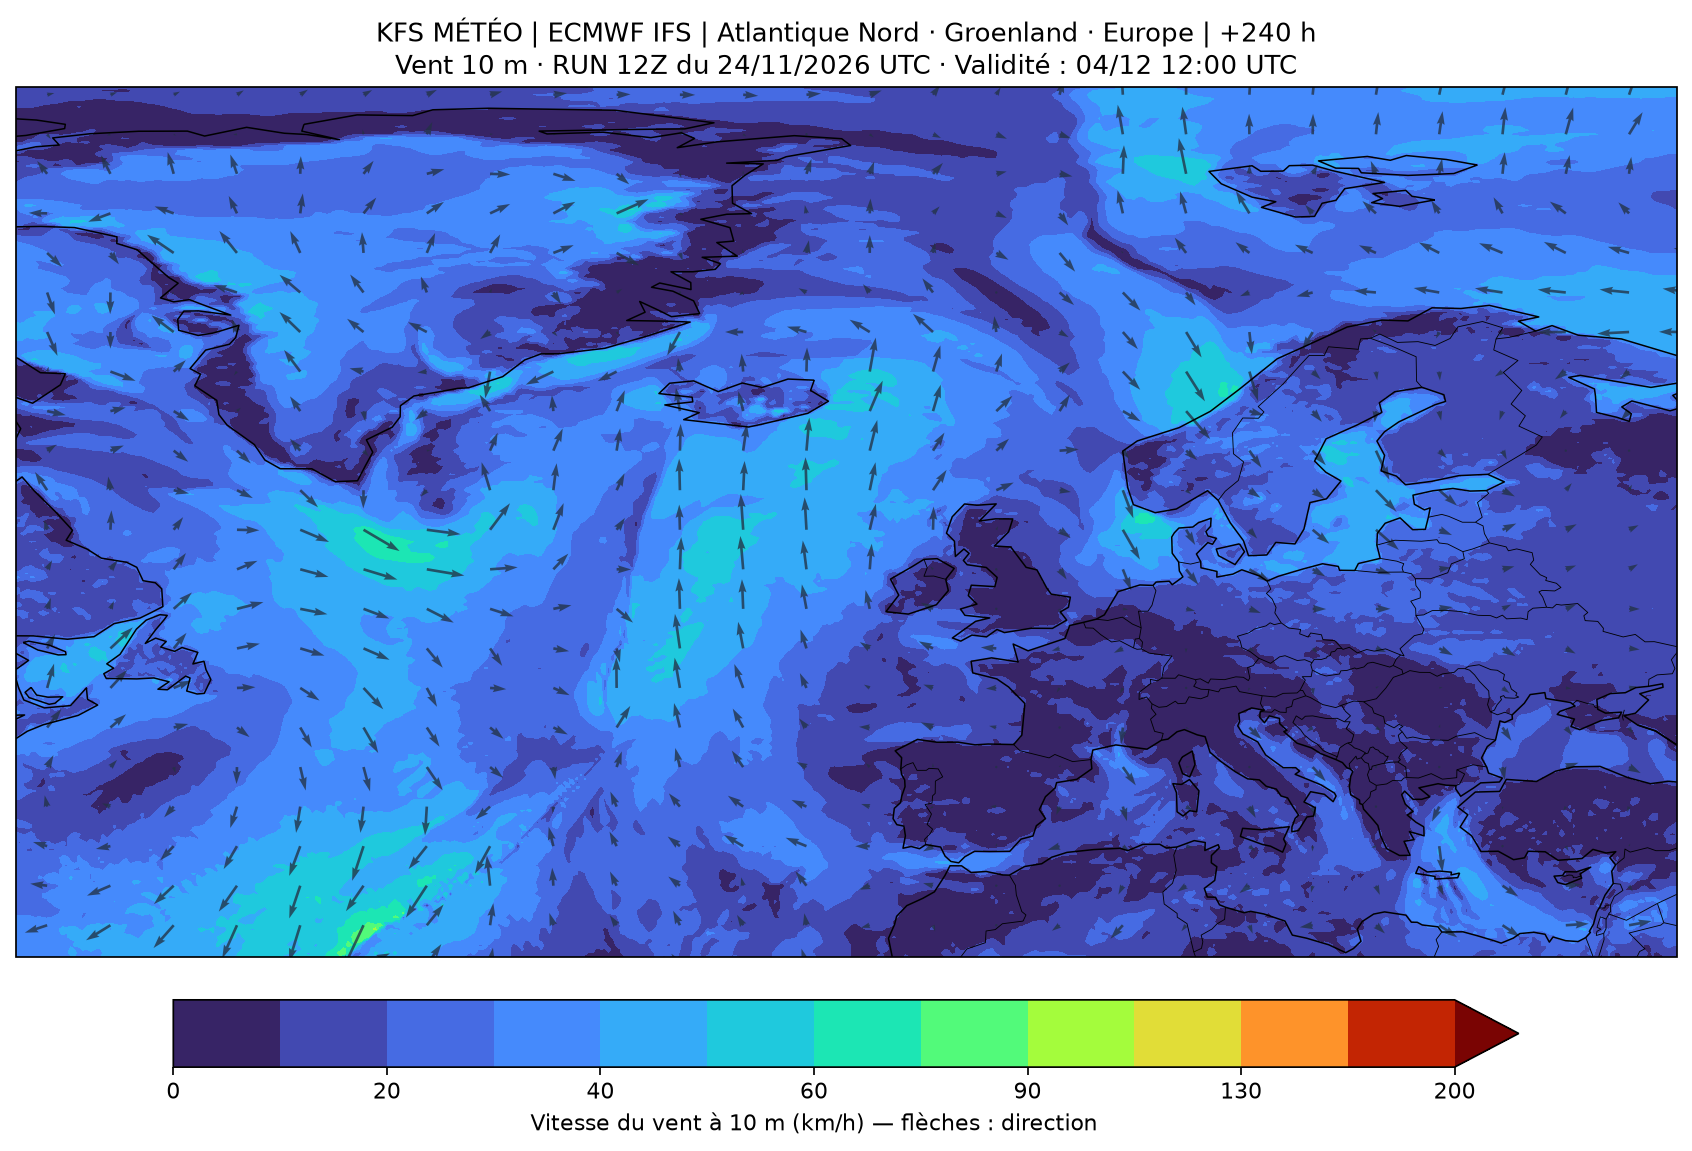 KFS MÉTÉO | ECMWF IFS | Atlantique Nord · Groenland · Europe | +240 h
Vent 10 m · RUN 12Z du 24/11/2026 UTC · Validité : 04/12 12:00 UTC
0 20 40 60 90 130 200
Vitesse du vent à 10 m (km/h) — flèches : direction